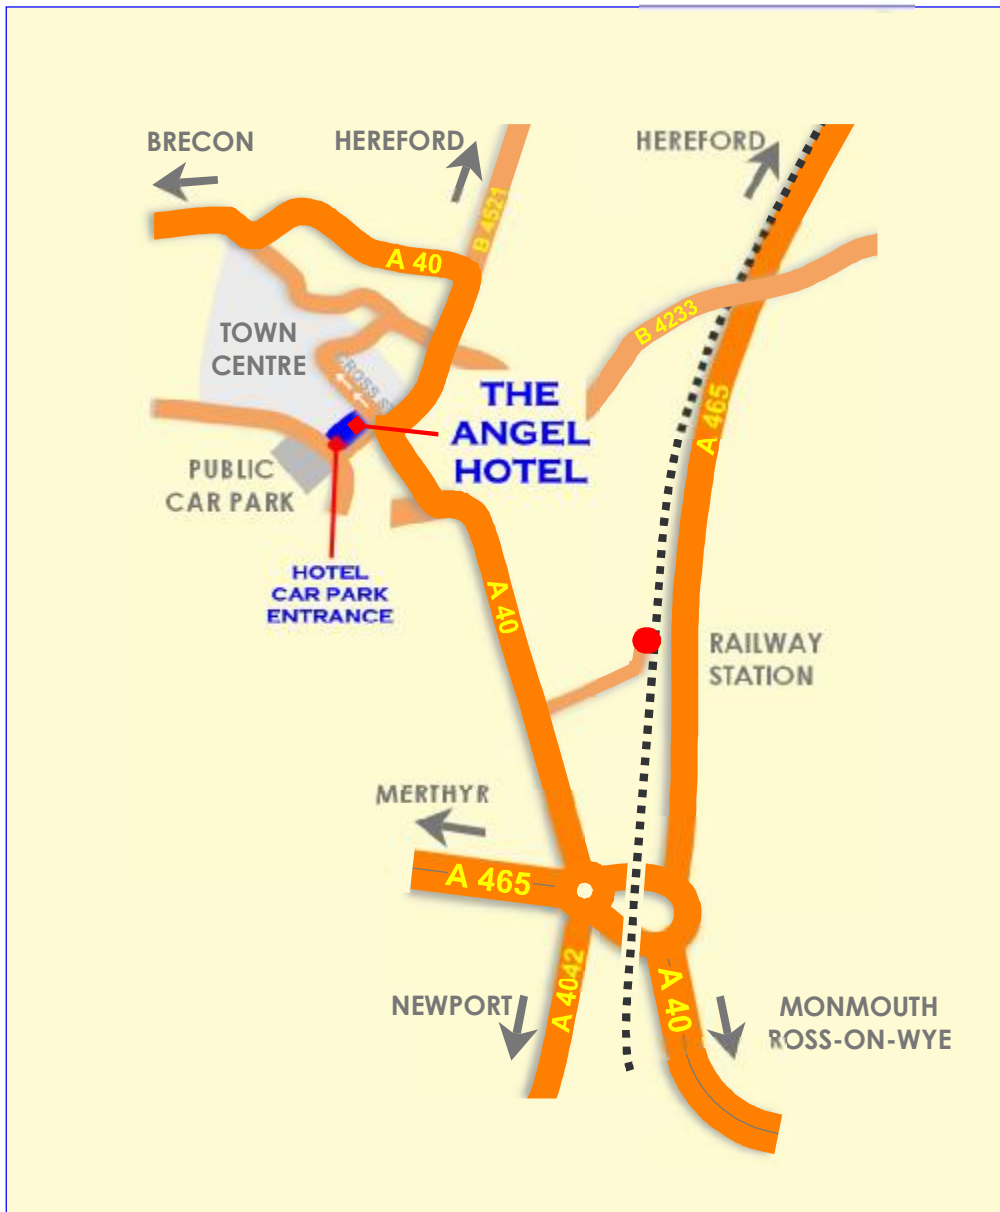 BRECON
HEREFORD
HEREFORD
B 4521
A 40
TOWN
CENTRE
B 4233
CROSS ST
THE
ANGEL
HOTEL
A 465
PUBLIC
CAR PARK
HOTEL
CAR PARK
ENTRANCE
A 40
RAILWAY
STATION
MERTHYR
A 465
A 4042
A 40
NEWPORT
MONMOUTH
ROSS-ON-WYE